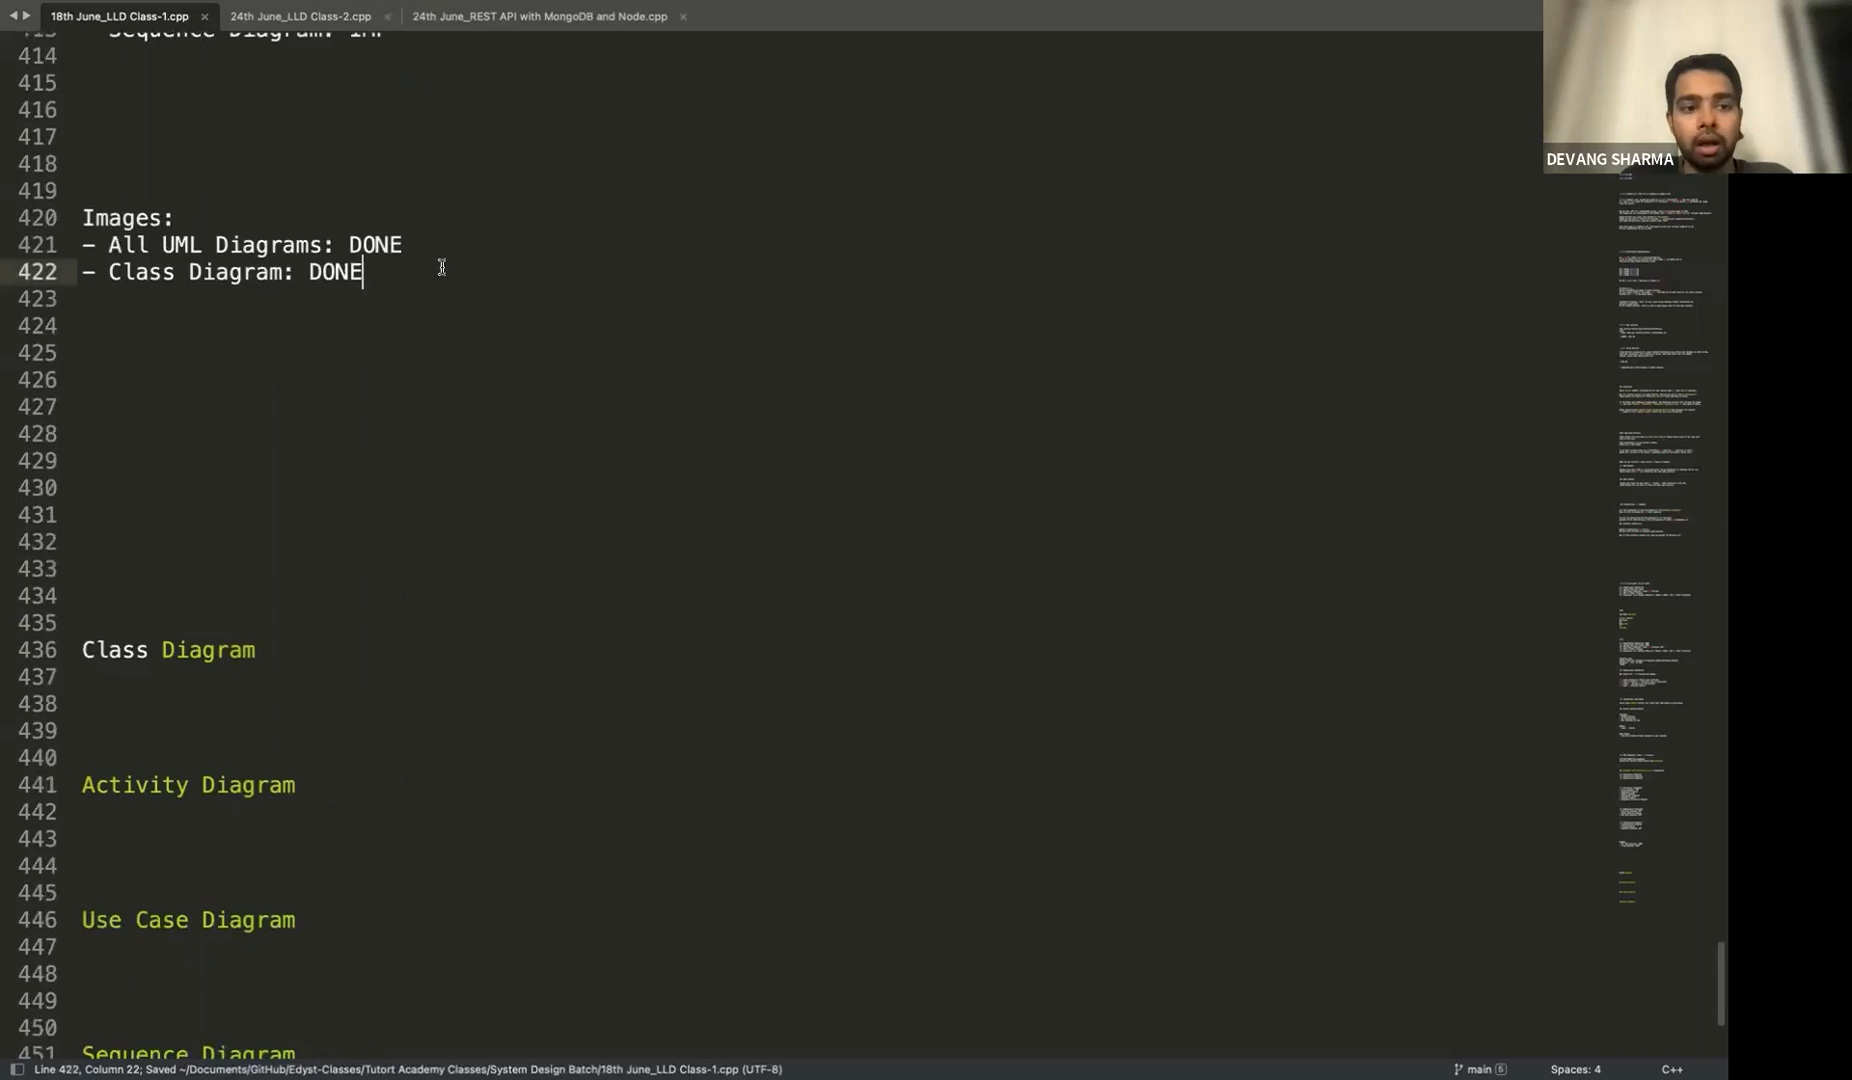 18th June_LLD Class-1.cpp 24th June_LLD Class-2.cpp 24th June_REST API with MongoDB and Node.cpp
DEVANG SHARMA
413 - Sequence Diagram: IMP
414
415
416
417
418
419
420 Images:
421 - All UML Diagrams: DONE
422 - Class Diagram: DONE
423
424
425
426
427
428
429
430
431
432
433
434
435
436 Class Diagram
437
438
439
440
441 Activity Diagram
442
443
444
445
446 Use Case Diagram
447
448
449
450
451 Sequence Diagram
Line 422, Column 22; Saved ~/Documents/GitHub/Edyst-Classes/Tutort Academy Classes/System Design Batch/18th June_LLD Class-1.cpp (UTF-8) main 5 Spaces: 4 C++